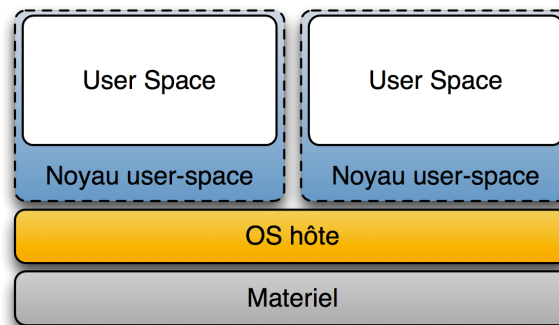 User Space
User Space
Noyau user-space
Noyau user-space
OS hôte
Materiel